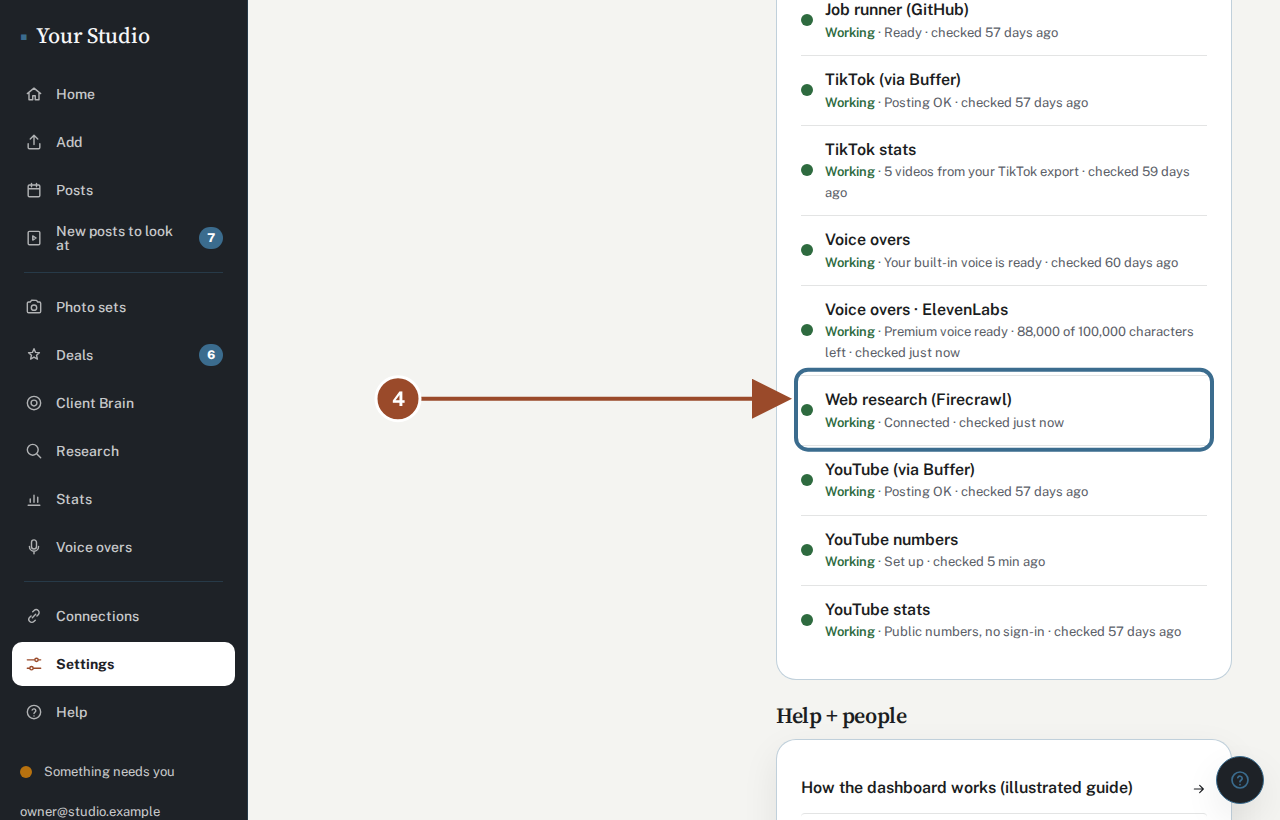 Your Studio
Home
Add
Posts
New posts to look
at
7
Photo sets
Deals
6
Client Brain
Research
Stats
Voice overs
Connections
Settings
Help
Something needs you
owner@studio.example
Job runner (GitHub)
Working · Ready · checked 57 days ago
TikTok (via Buffer)
Working · Posting OK · checked 57 days ago
TikTok stats
Working · 5 videos from your TikTok export · checked 59 days
ago
Voice overs
Working · Your built-in voice is ready · checked 60 days ago
Voice overs · ElevenLabs
Working · Premium voice ready · 88,000 of 100,000 characters
left · checked just now
4
Web research (Firecrawl)
Working · Connected · checked just now
YouTube (via Buffer)
Working · Posting OK · checked 57 days ago
YouTube numbers
Working · Set up · checked 5 min ago
YouTube stats
Working · Public numbers, no sign-in · checked 57 days ago
Help + people
How the dashboard works (illustrated guide)